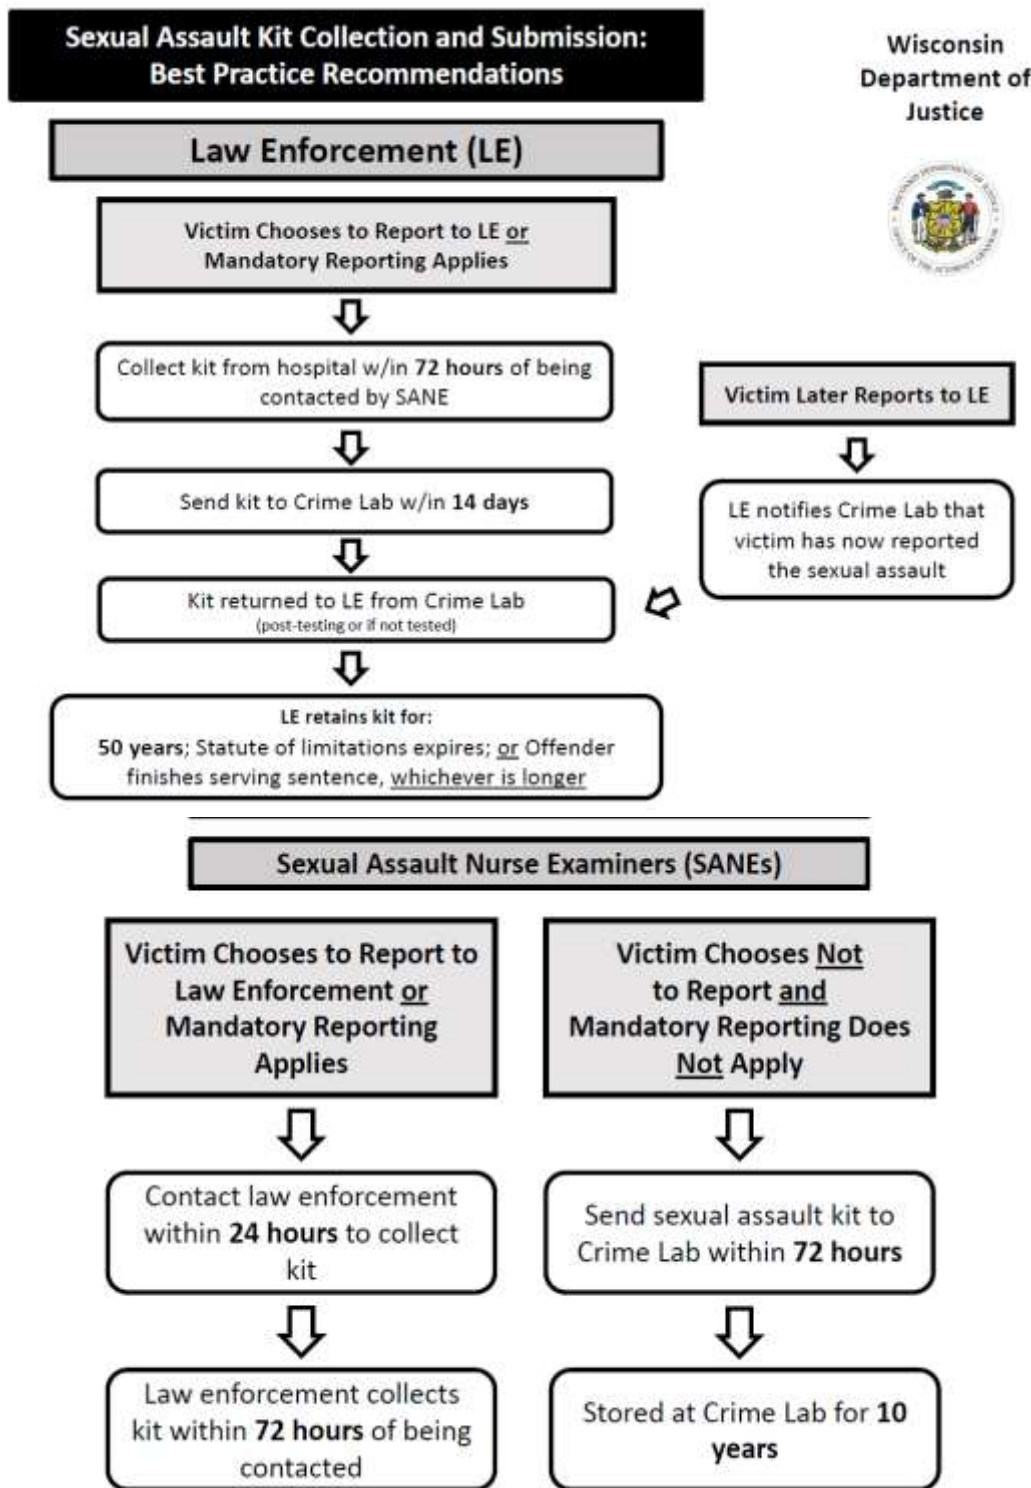 Sexual Assault Kit Collection and Submission:
Best Practice Recommendations
Wisconsin
Department of
Justice
Law Enforcement (LE)
Victim Chooses to Report to LE or
Mandatory Reporting Applies
Collect kit from hospital w/in 72 hours of being
contacted by SANE
Send kit to Crime Lab w/in 14 days
Kit returned to LE from Crime Lab
(post-testing or if not tested)
LE retains kit for:
50 years; Statute of limitations expires; or Offender
finishes serving sentence, whichever is longer
Victim Later Reports to LE
LE notifies Crime Lab that
victim has now reported
the sexual assault
Sexual Assault Nurse Examiners (SANEs)
Victim Chooses to Report to
Law Enforcement or
Mandatory Reporting
Applies
Contact law enforcement
within 24 hours to collect
kit
Law enforcement collects
kit within 72 hours of being
contacted
Victim Chooses Not
to Report and
Mandatory Reporting Does
Not Apply
Send sexual assault kit to
Crime Lab within 72 hours
Stored at Crime Lab for 10
years